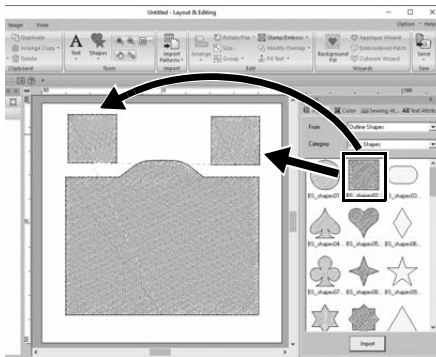 Untitled - Layout & Editing
Image View
Option Help
Duplicate
Arrange Copy
Delete
Clipboard
A
Text
Shapes
Tools
Import
Patterns
Import
Arrange
Rotate/Flip
Size...
Group
Stamp/Emboss
Modify Overlap
Fit Text
Edit
Background
Fill
Applique Wizard
Embroidered Patch
Cutwork Wizard
Wizards
Send
Sew
Color Sewing At... Text Attrib
From Outline Shapes
Category Shapes
BS_shapes01 BS_shapes02 BS_shapes03...
BS_shapes04... BS_shapes05.. BS_shapes06...
BS_shapes07.. BS_shapes08.. BS_shapes09...
Import